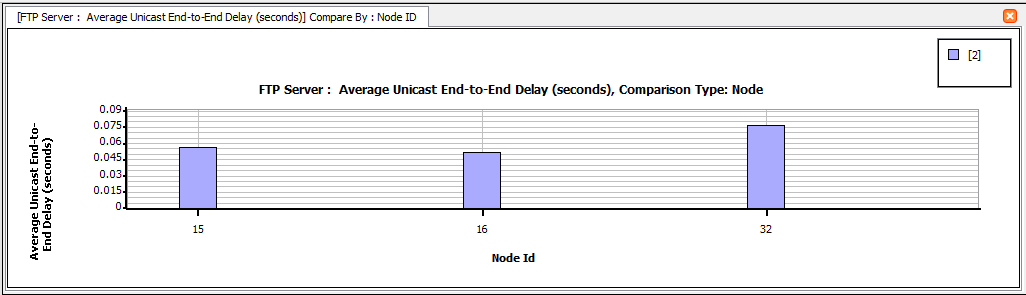 [FTP Server :  Average Unicast End-to-End Delay (seconds)] Compare By : Node ID
[2]
FTP Server :  Average Unicast End-to-End Delay (seconds), Comparison Type: Node
Average Unicast End-to-
End Delay (seconds)
0.09
0.075
0.06
0.045
0.03
0.015
0
15
16
32
Node Id